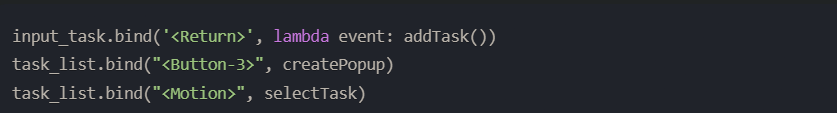 input_task.bind('<Return>', lambda event: addTask())
task_list.bind("<Button-3>", createPopup)
task_list.bind("<Motion>", selectTask)